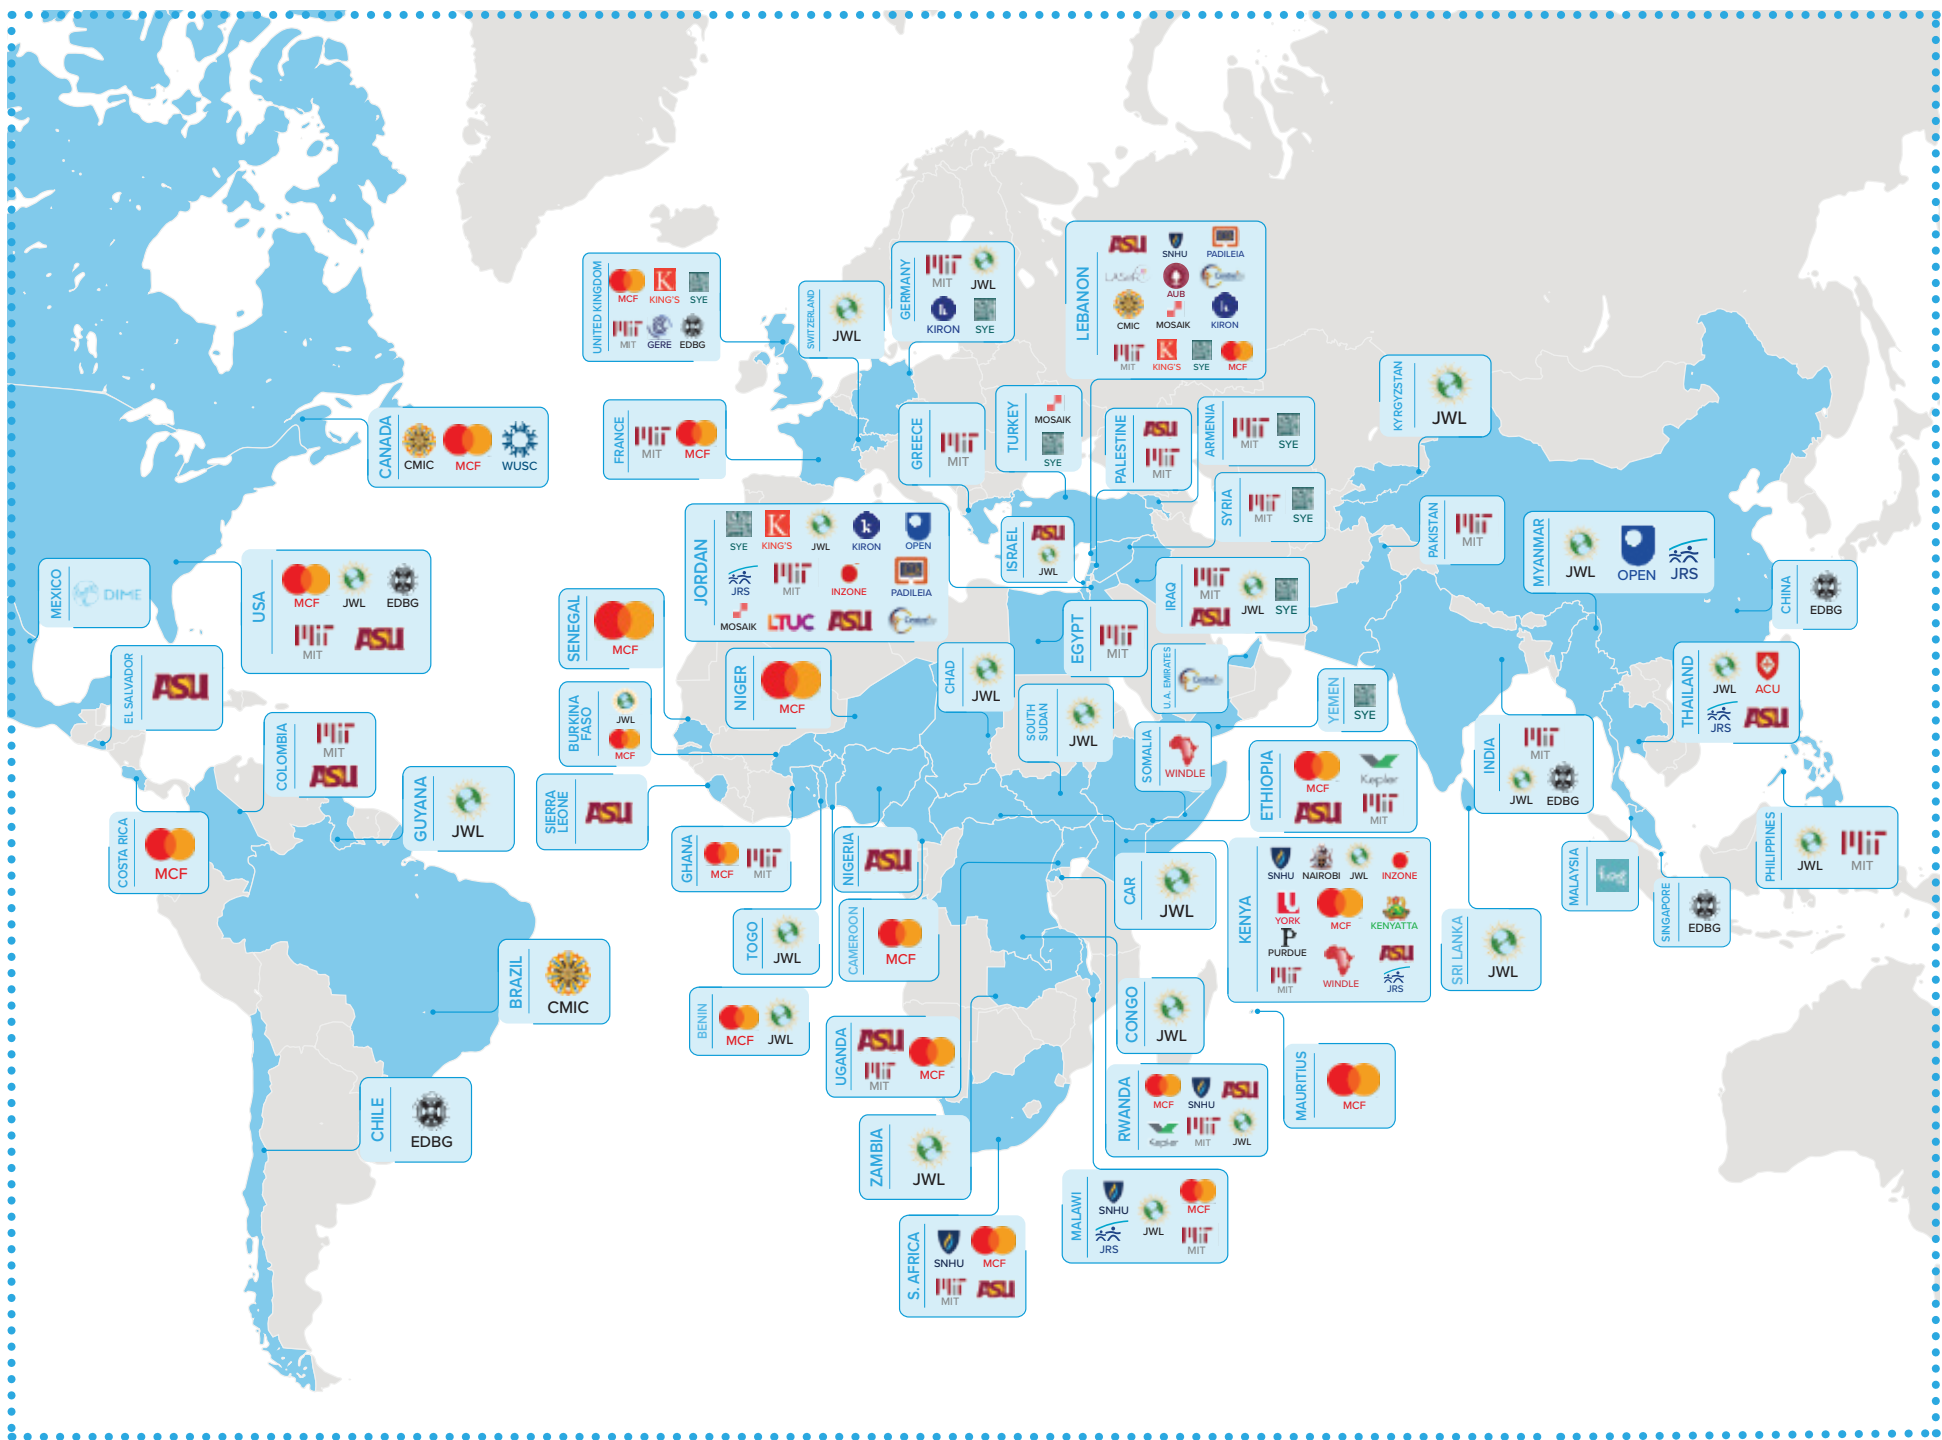 UNITED KINGDOM
MCF KING'S SYE
MIT GERE EDBG
SWITZERLAND
JWL
GERMANY
MIT JWL
KIRON SYE
LEBANON
ASU SNHU PADILEIA
LASER AUB
CMIC MOSAIK KIRON
MIT KING'S SYE MCF
CANADA
CMIC MCF WUSC
FRANCE
MIT MCF
GREECE
MIT
TURKEY
MOSAIK
SYE
PALESTINE
ASU
MIT
ARMENIA
MIT SYE
KYRGYZSTAN
JWL
SYRIA
MIT SYE
PAKISTAN
MIT
MYANMAR
JWL OPEN JRS
CHINA
EDBG
MEXICO
DIME
USA
MCF JWL EDBG
MIT ASU
JORDAN
SYE KING'S JWL KIRON OPEN
JRS MIT INZONE PADILEIA
MOSAIK LTUC ASU
ISRAEL
ASU
JWL
IRAQ
MIT JWL SYE
ASU
EGYPT
MIT
SENEGAL
MCF
NIGER
MCF
CHAD
JWL
U. A. EMIRATES
EL SALVADOR
ASU
BURKINA
FASO
JWL
MCF
SOUTH
SUDAN
JWL
YEMEN
SYE
THAILAND
JWL ACU
JRS ASU
COLOMBIA
MIT
ASU
SOMALIA
WINDLE
INDIA
MIT
JWL EDBG
ETHIOPIA
MCF Kepler
ASU MIT
GUYANA
JWL
SIERRA
LEONE
ASU
COSTA RICA
MCF
GHANA
MCF MIT
NIGERIA
ASU
CAR
JWL
KENYA
SNHU NAIROBI JWL INZONE
YORK MCF KENYATTA
PURDUE WINDLE ASU
MIT JRS
MALAYSIA
SINGAPORE
EDBG
PHILIPPINES
JWL MIT
TOGO
JWL
CAMEROON
MCF
SRI LANKA
JWL
BRAZIL
CMIC
BENIN
MCF JWL
CONGO
JWL
UGANDA
ASU MCF
MIT
MAURITIUS
MCF
RWANDA
MCF SNHU ASU
Kepler MIT JWL
CHILE
EDBG
ZAMBIA
JWL
MALAWI
SNHU JWL MCF
JRS MIT
S. AFRICA
SNHU MCF
MIT ASU